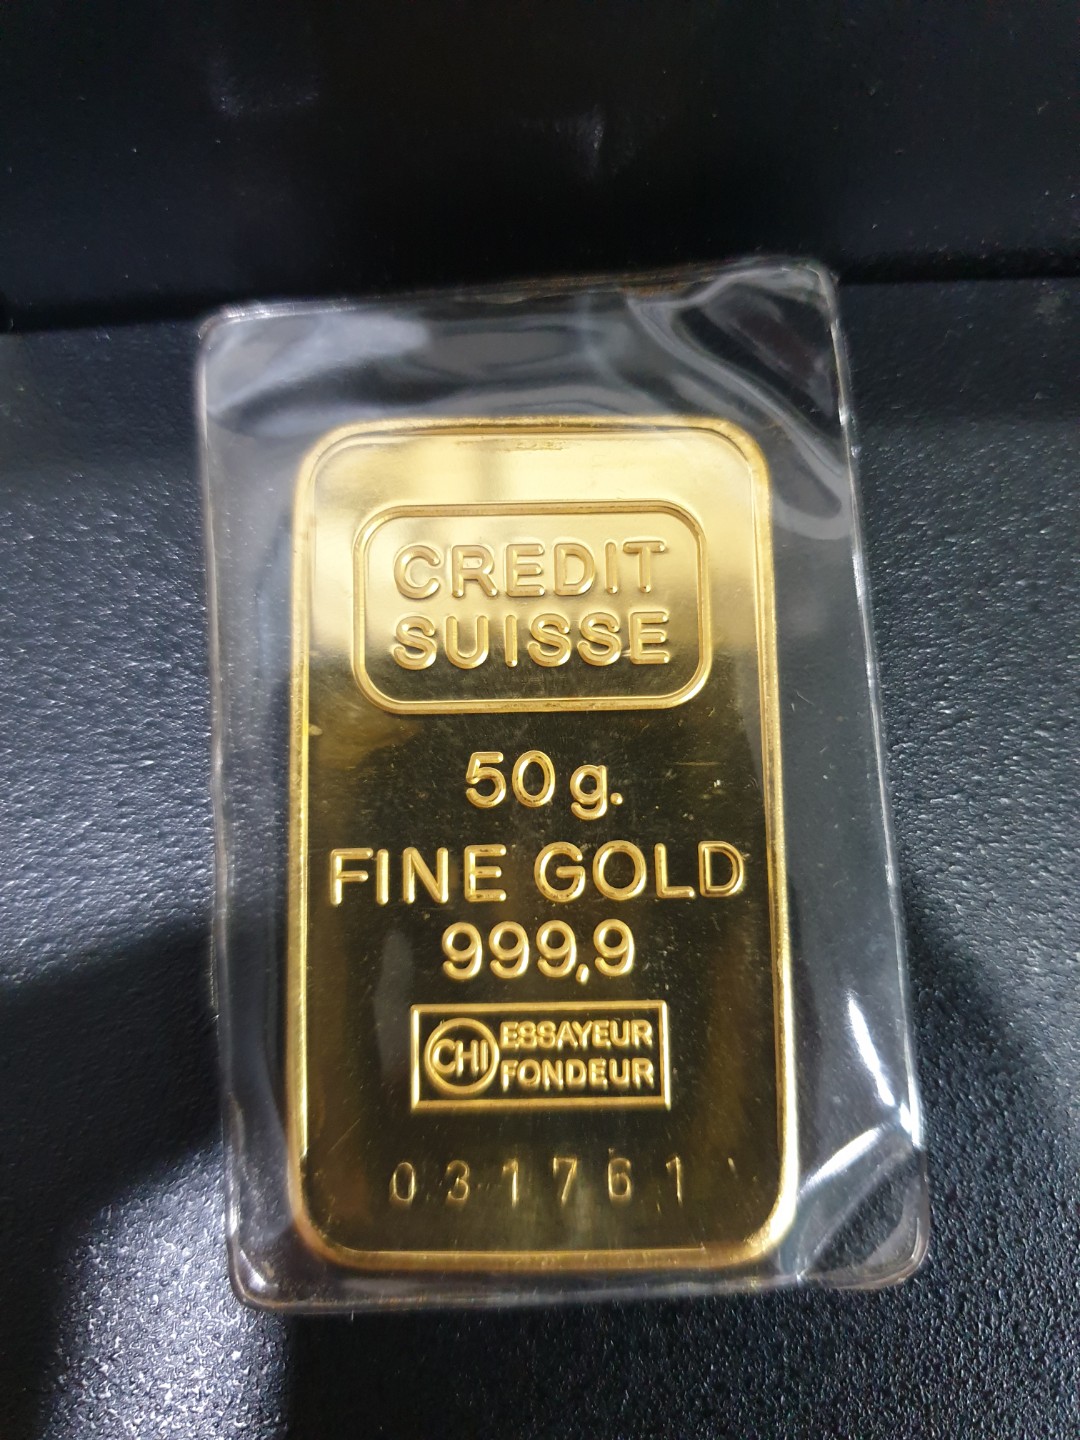 CREDIT
SUISSE
50 g.
FINE GOLD
999,9
CHI ESSAYEUR
FONDEUR
031761